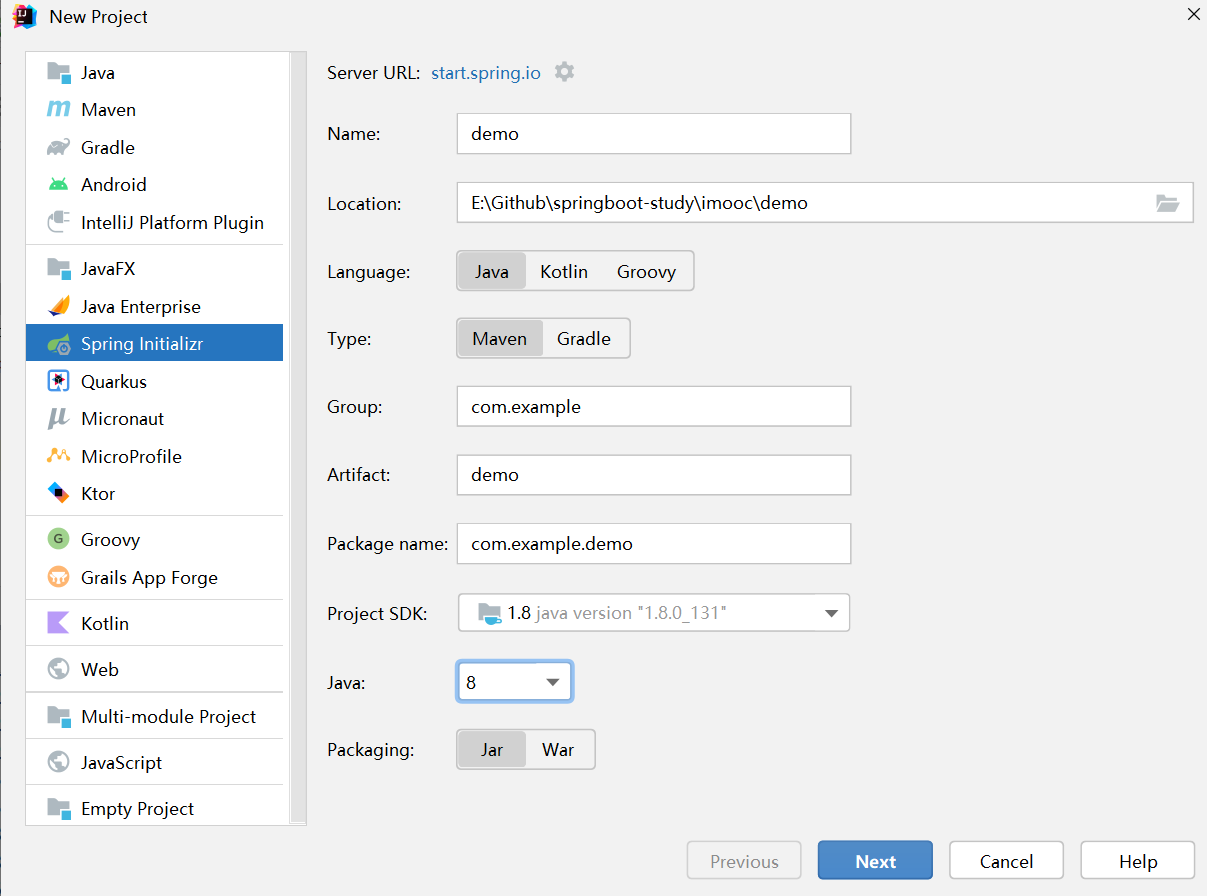 New Project
Java
Maven
Gradle
Android
IntelliJ Platform Plugin
JavaFX
Java Enterprise
Spring Initializr
Quarkus
Micronaut
MicroProfile
Ktor
Groovy
Grails App Forge
Kotlin
Web
Multi-module Project
JavaScript
Empty Project
Server URL: start.spring.io
Name: demo
Location: E:\Github\springboot-study\imooc\demo
Language: Java Kotlin Groovy
Type: Maven Gradle
Group: com.example
Artifact: demo
Package name: com.example.demo
Project SDK: 1.8 java version "1.8.0_131"
Java: 8
Packaging: Jar War
Previous Next Cancel Help